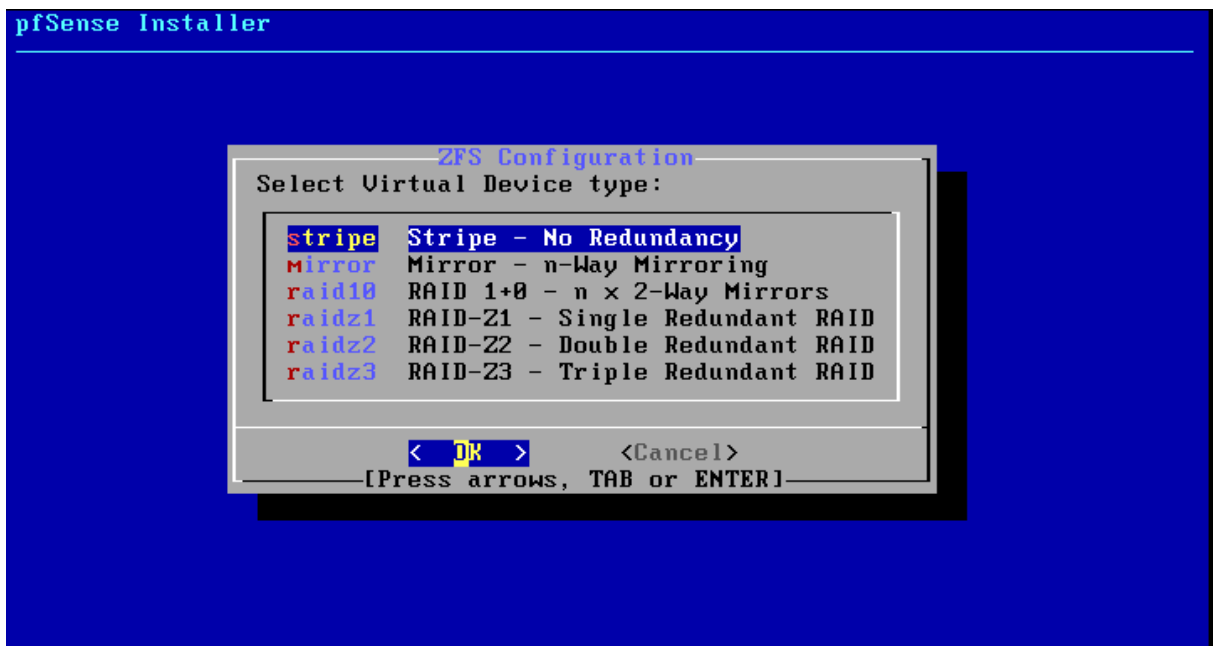 pfSense Installer
ZFS Configuration
Select Virtual Device type:
stripe Stripe - No Redundancy
mirror Mirror - n-Way Mirroring
raid10 RAID 1+0 - n x 2-Way Mirrors
raidz1 RAID-Z1 - Single Redundant RAID
raidz2 RAID-Z2 - Double Redundant RAID
raidz3 RAID-Z3 - Triple Redundant RAID
< OK > <Cancel>
[Press arrows, TAB or ENTER]